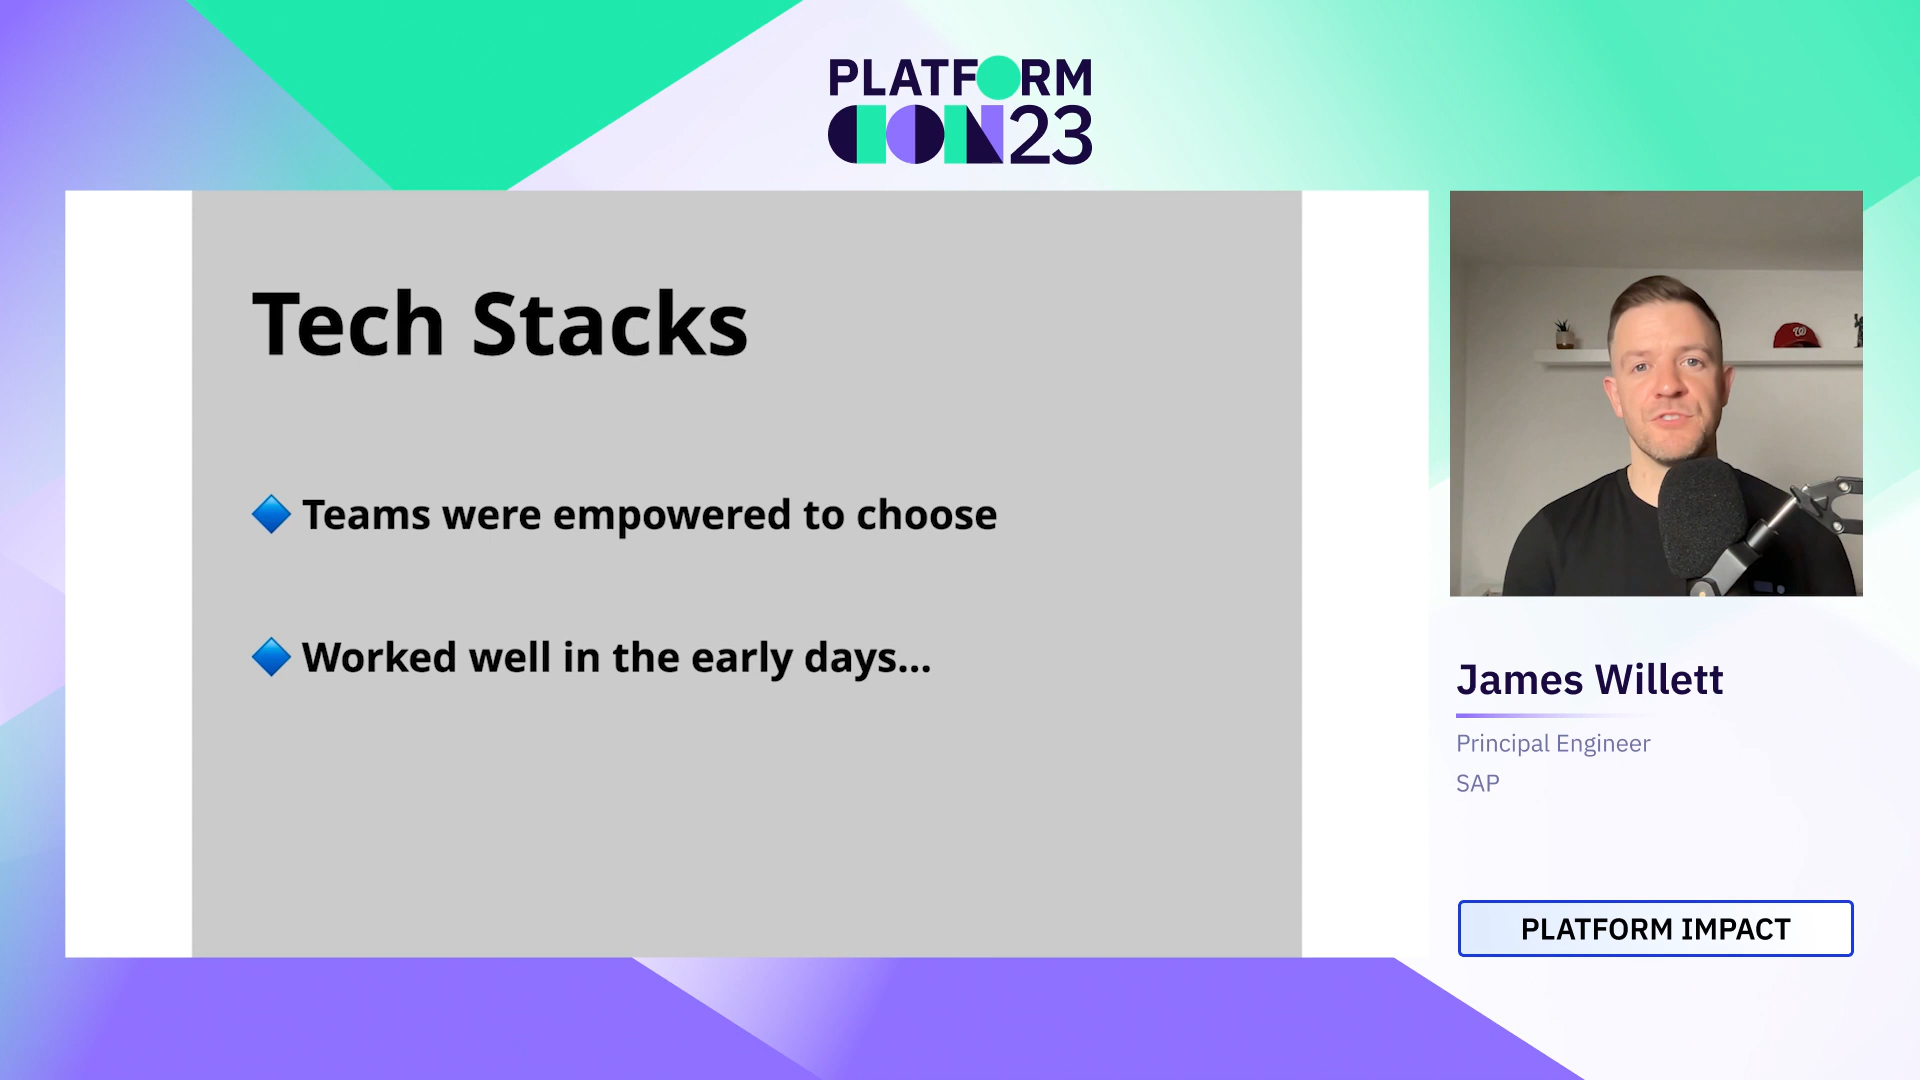 PLATFORM
CON23
Tech Stacks
Teams were empowered to choose
Worked well in the early days...
W
James Willett
Principal Engineer
SAP
PLATFORM IMPACT